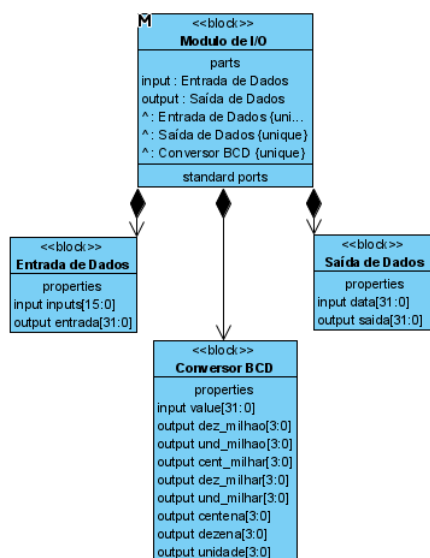 M
<<block>>
Modulo de I/O
parts
input : Entrada de Dados
output : Saída de Dados
^ : Entrada de Dados {uni...
^ : Saída de Dados {unique}
^ : Conversor BCD {unique}
standard ports
<<block>>
Entrada de Dados
properties
input inputs[15:0]
output entrada[31:0]
<<block>>
Saída de Dados
properties
input data[31:0]
output saida[31:0]
<<block>>
Conversor BCD
properties
input value[31:0]
output dez_milhao[3:0]
output und_milhao[3:0]
output cent_milhar[3:0]
output dez_milhar[3:0]
output und_milhar[3:0]
output centena[3:0]
output dezena[3:0]
output unidade[3:0]